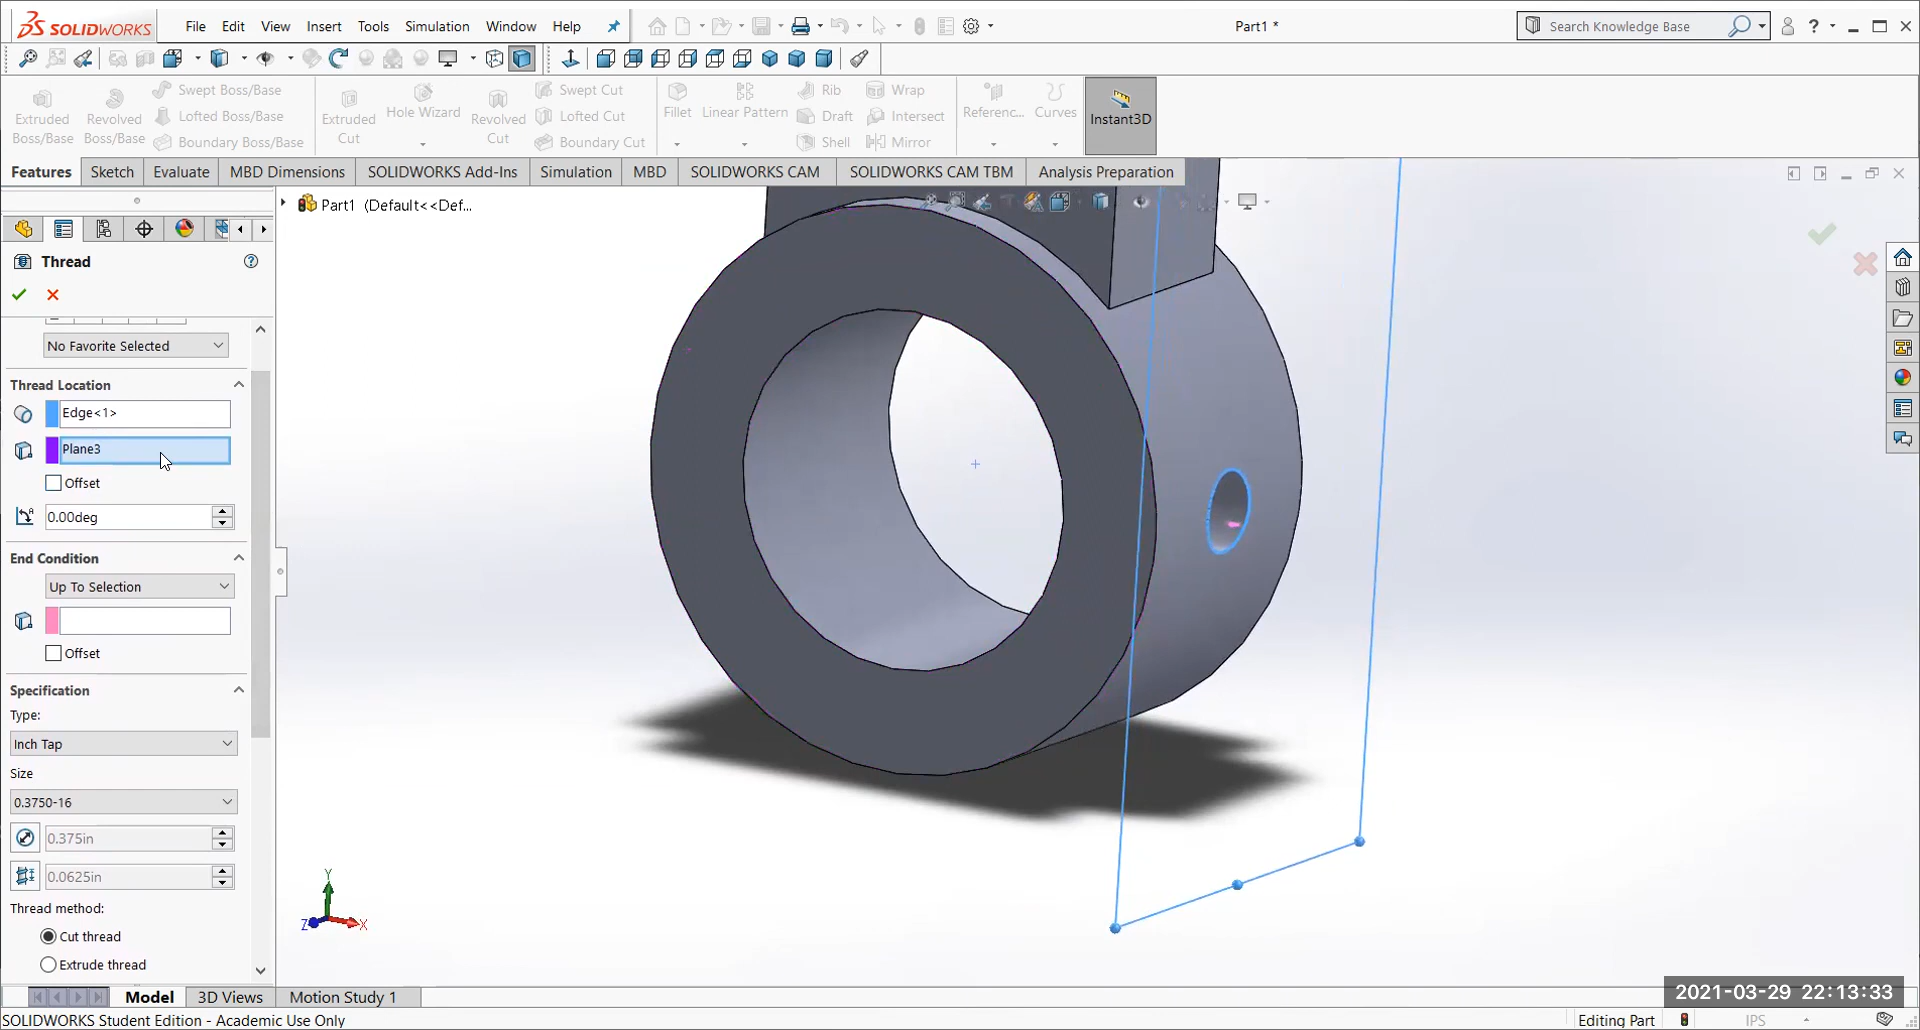 SOLIDWORKS File Edit View Insert Tools Simulation Window Help Part1 * Search Knowledge Base ?
Extruded Boss/Base
Revolved Boss/Base
Swept Boss/Base
Lofted Boss/Base
Boundary Boss/Base
Extruded Cut
Hole Wizard
Revolved Cut
Swept Cut
Lofted Cut
Boundary Cut
Fillet
Linear Pattern
Rib
Draft
Shell
Wrap
Intersect
Mirror
Referenc...
Curves
Instant3D
Features Sketch Evaluate MBD Dimensions SOLIDWORKS Add-Ins Simulation MBD SOLIDWORKS CAM SOLIDWORKS CAM TBM Analysis Preparation
Part1 (Default<<Def...
Thread
No Favorite Selected
Thread Location
Edge<1>
Plane3
Offset
0.00deg
End Condition
Up To Selection
Offset
Specification
Type:
Inch Tap
Size
0.3750-16
0.375in
0.0625in
Thread method:
Cut thread
Extrude thread
Y
Z
X
Model 3D Views Motion Study 1
2021-03-29 22:13:33
SOLIDWORKS Student Edition - Academic Use Only
Editing Part IPS